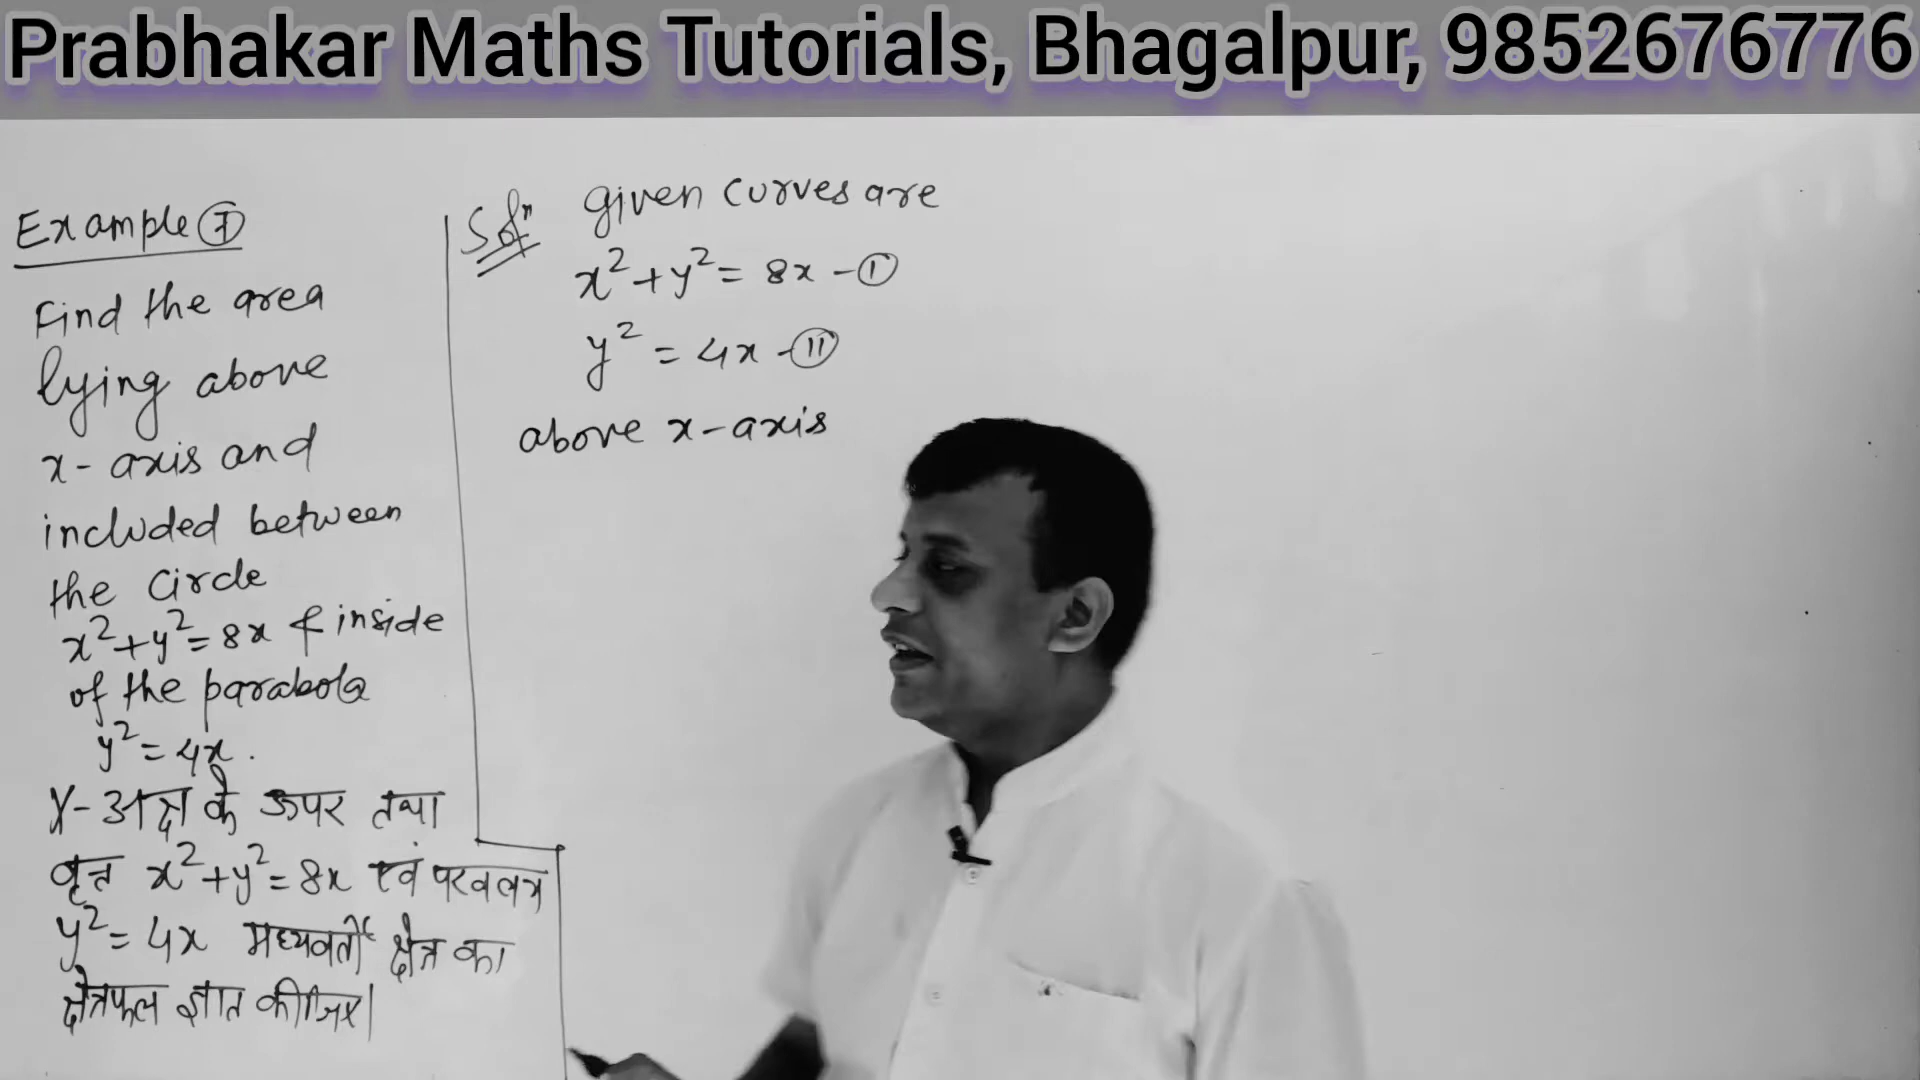 Prabhakar Maths Tutorials, Bhagalpur, 9852676776
Example ⑦
Find the area
lying above
x-axis and
included between
the circle
x²+y²=8x & inside
of the parabola
y²=4x.
X-अक्ष के ऊपर तथा
वृत्त x²+y²=8x एवं परवलय
y²=4x मध्यवर्ती क्षेत्र का
क्षेत्रफल ज्ञात कीजिए।
Solⁿ given curves are
x²+y²=8x -①
y²=4x -⑪
above x-axis